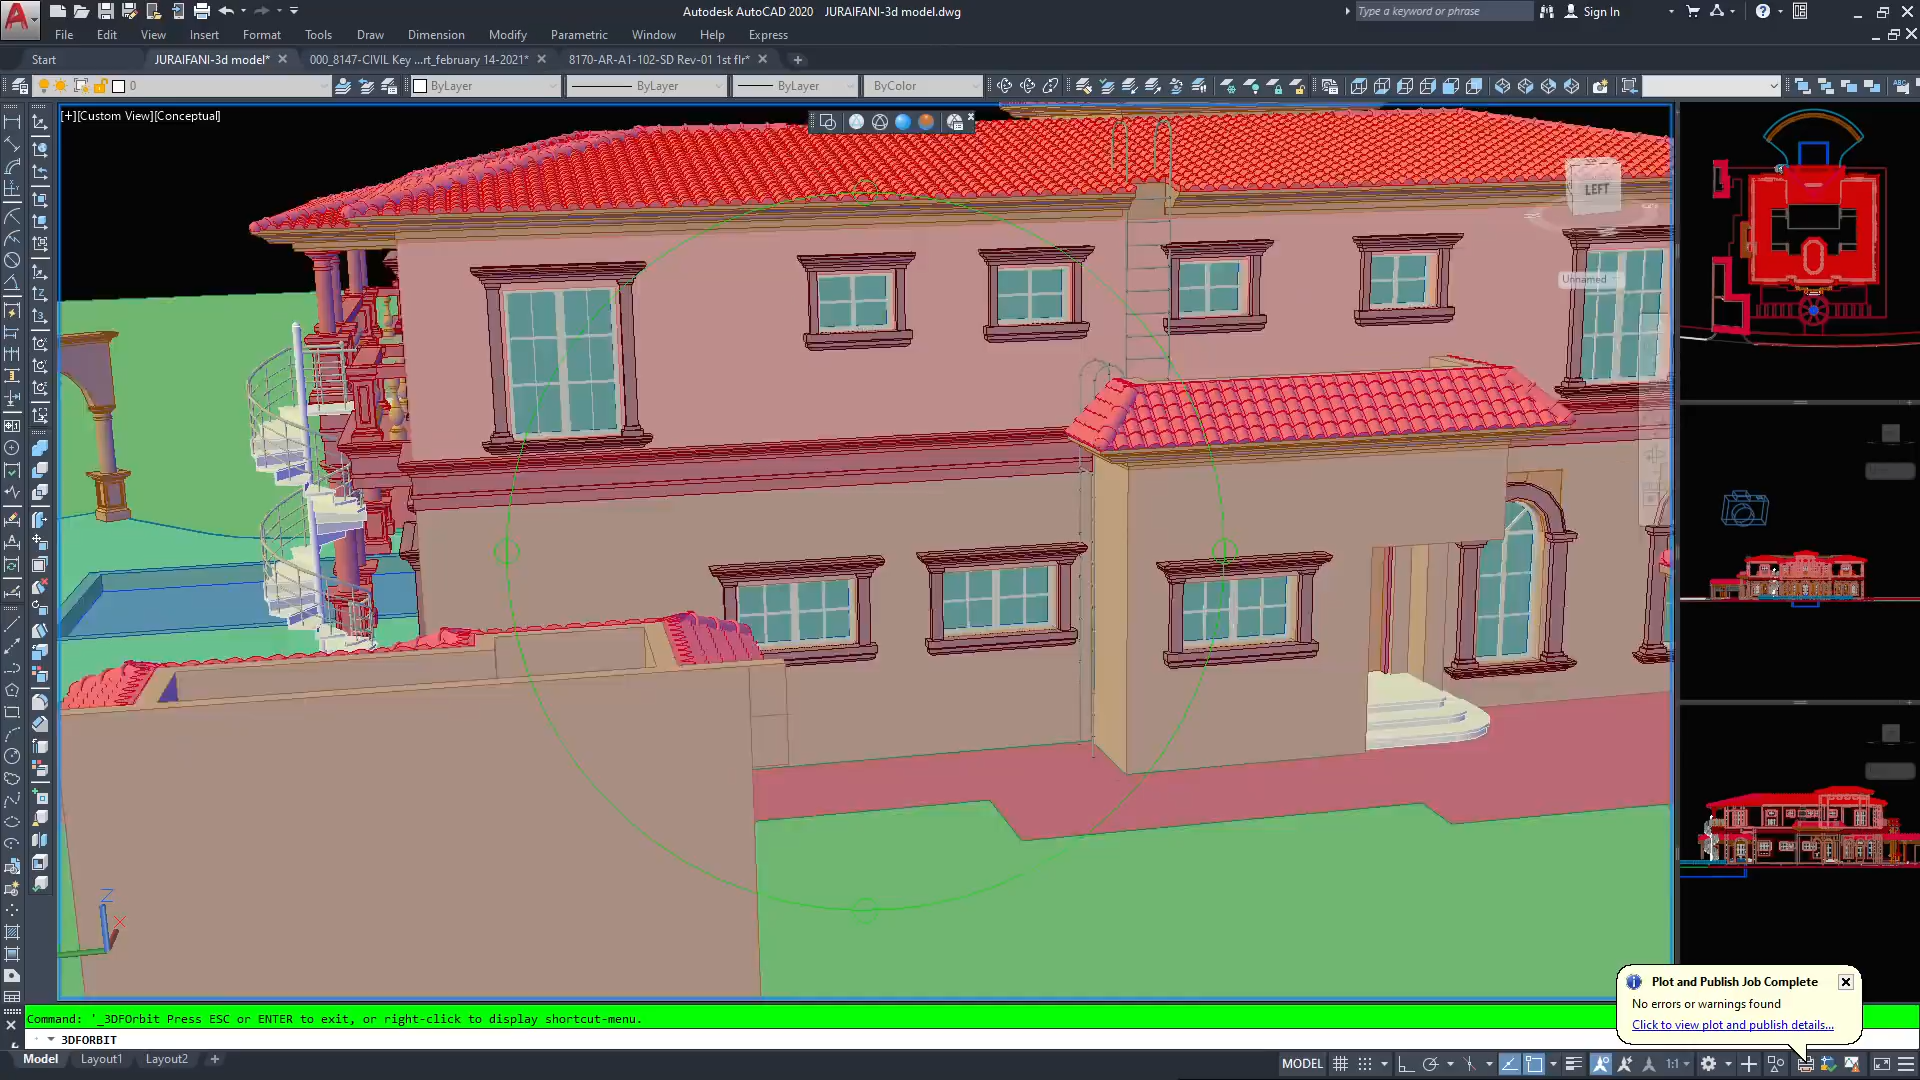 Autodesk AutoCAD 2020   JURAIFANI-3d model.dwg
Type a keyword or phrase
Sign In
File Edit View Insert Format Tools Draw Dimension Modify Parametric Window Help Express
Start
JURAIFANI-3d model*
000_8147-CIVIL Key ...rt_february 14-2021*
8170-AR-A1-102-SD Rev-01 1st flr*
0
ByLayer
ByLayer
ByLayer
ByColor
[+][Custom View][Conceptual]
LEFT
Unnamed
Z
X
Plot and Publish Job Complete
No errors or warnings found
Click to view plot and publish details...
Command: '_3DFOrbit Press ESC or ENTER to exit, or right-click to display shortcut-menu.
3DFORBIT
Model Layout1 Layout2
MODEL
1:1